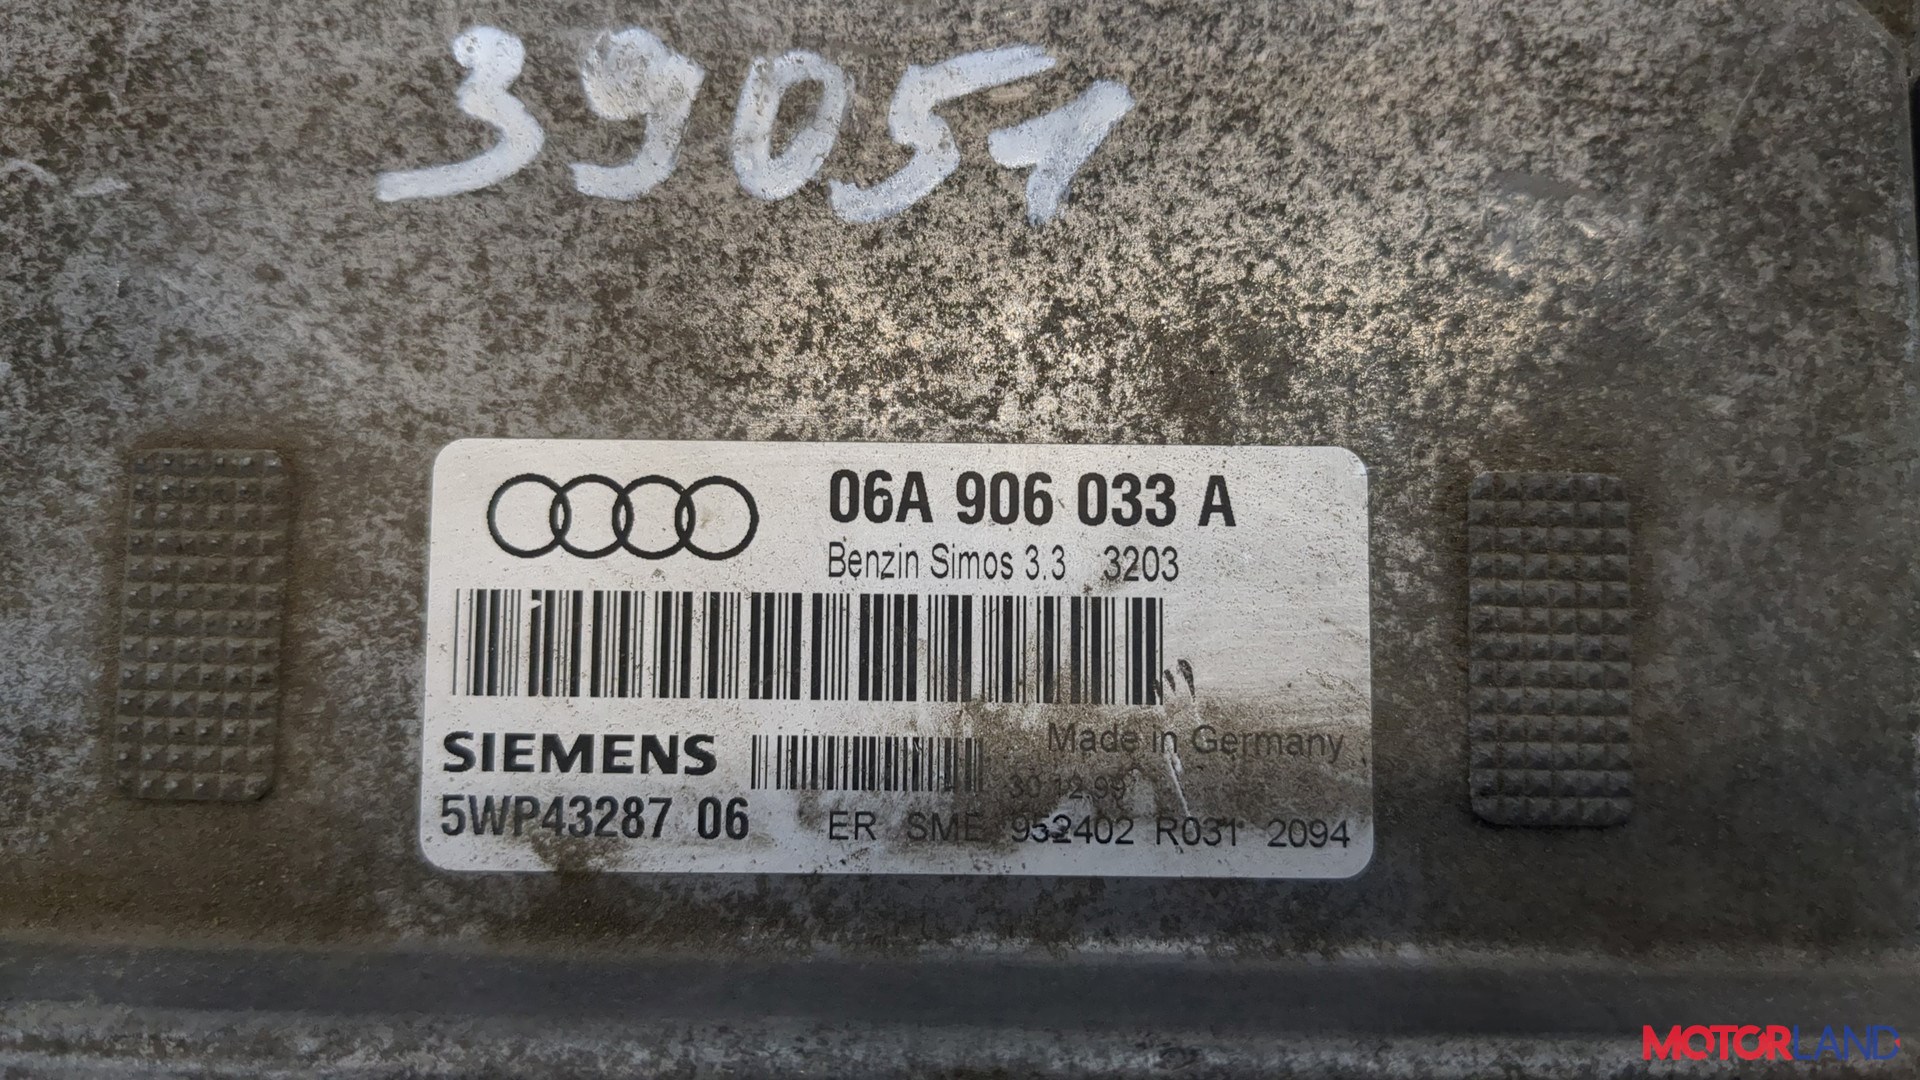 39051
06A 906 033 A
Benzin Simos 3.3 3203
SIEMENS
Made in Germany
30.12.99
5WP43287 06
ER SME 952402 R031 2094
MOTORLAND